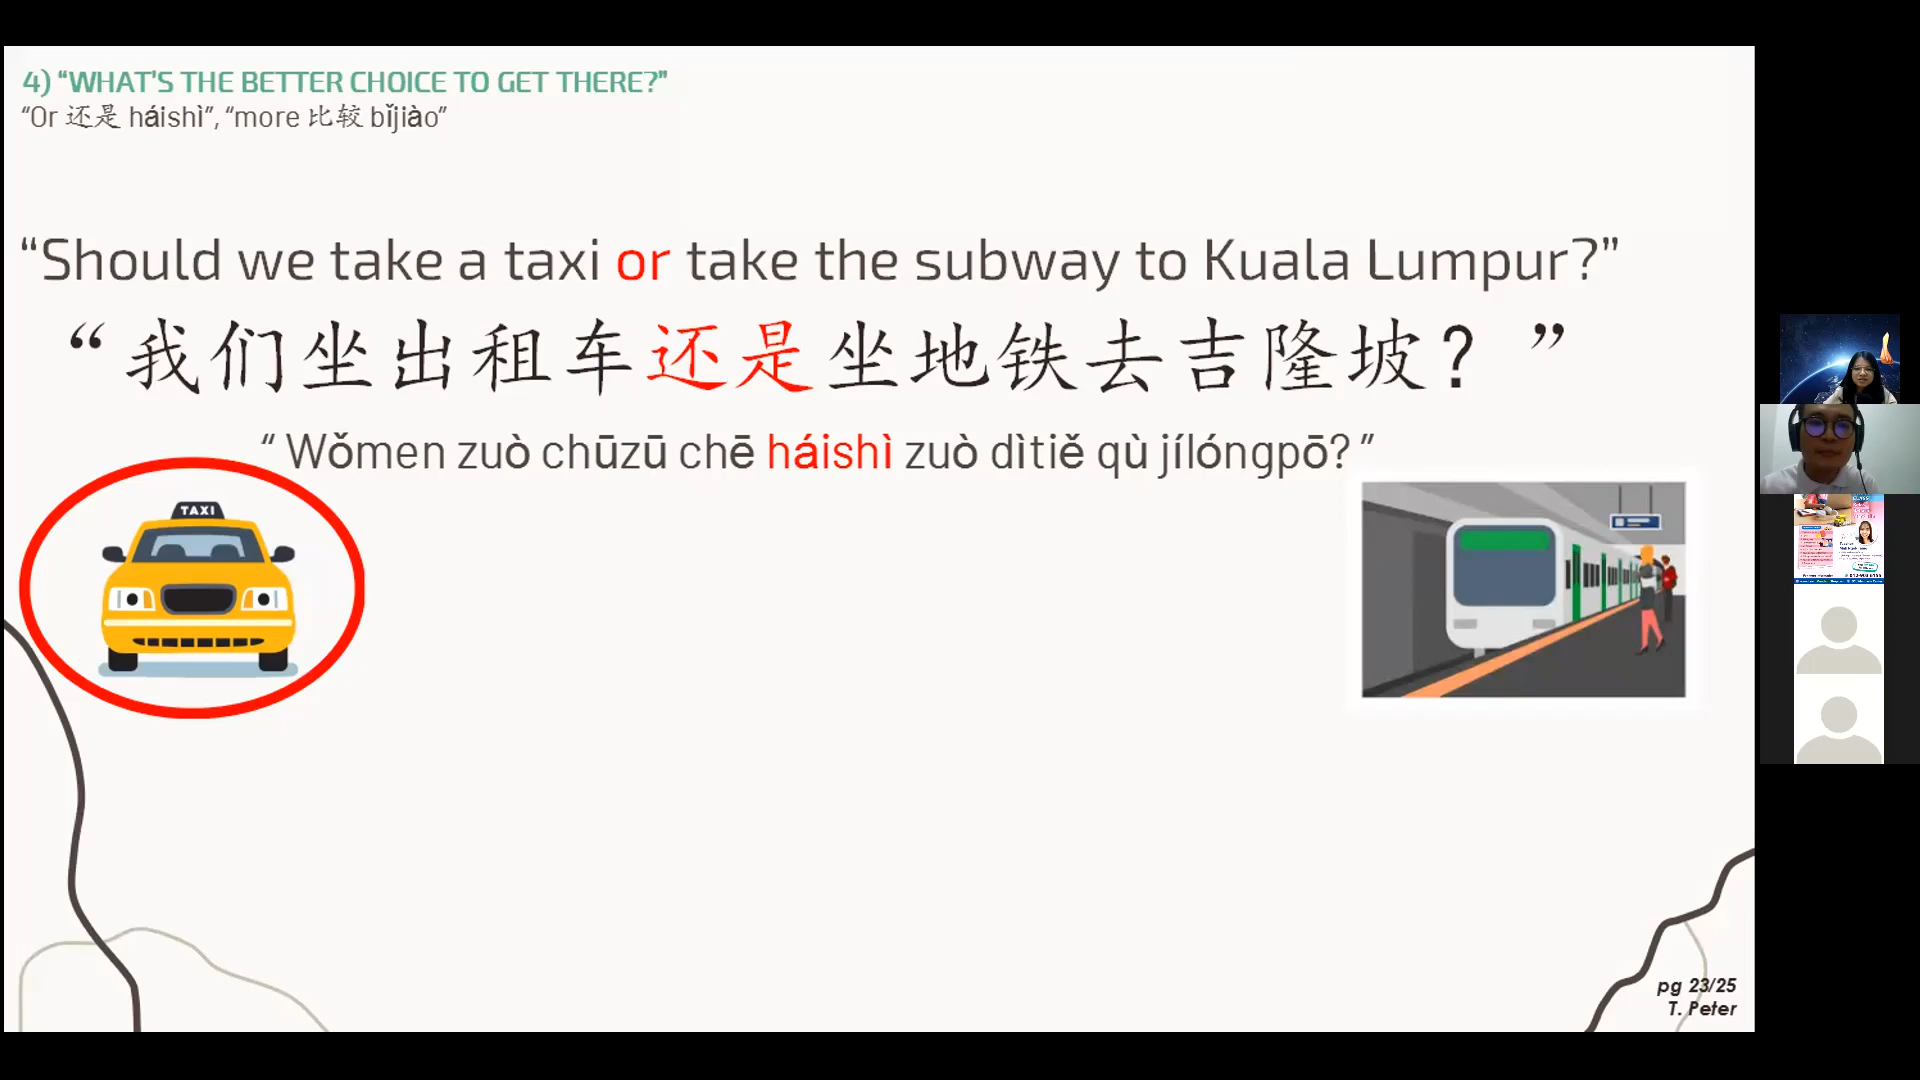 4) “WHAT’S THE BETTER CHOICE TO GET THERE?”
“Or 还是 háishì”, “more 比较 bǐjiào”
“Should we take a taxi or take the subway to Kuala Lumpur?”
“我们坐出租车还是坐地铁去吉隆坡？”
“ Wǒmen zuò chūzū chē háishì zuò dìtiě qù jílóngpō? ”
TAXI
pg 23/25
T. Peter